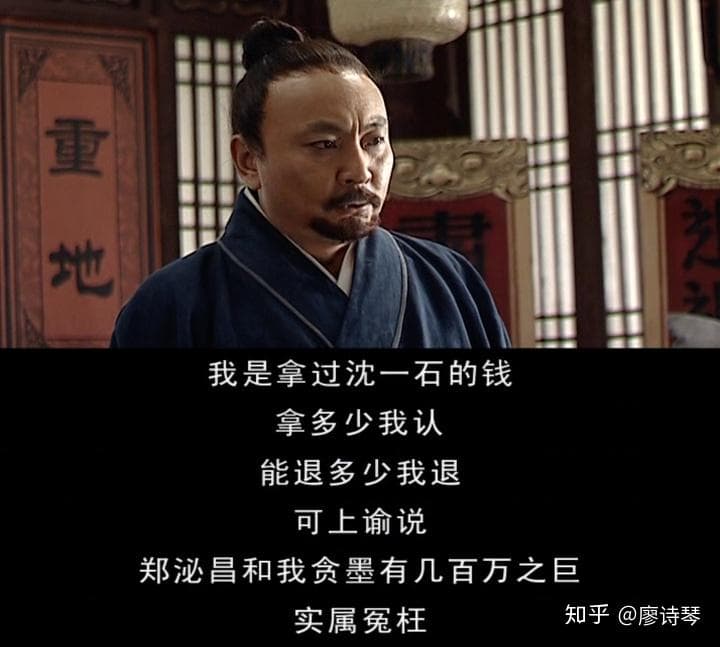 重地
肃
我是拿过沈一石的钱
拿多少我认
能退多少我退
可上谕说
郑泌昌和我贪墨有几百万之巨
实属冤枉
知乎 @廖诗琴